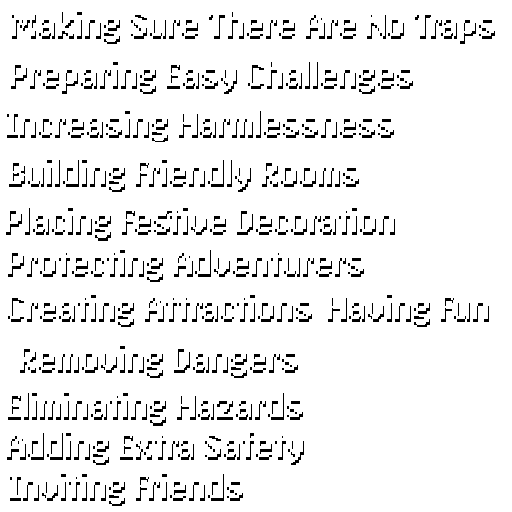 Making Sure There Are No Traps
Preparing Easy Challenges
Increasing Harmlessness
Building Friendly Rooms
Placing Festive Decoration
Protecting Adventurers
Creating Attractions Having Fun
Removing Dangers
Eliminating Hazards
Adding Extra Safety
Inviting Friends